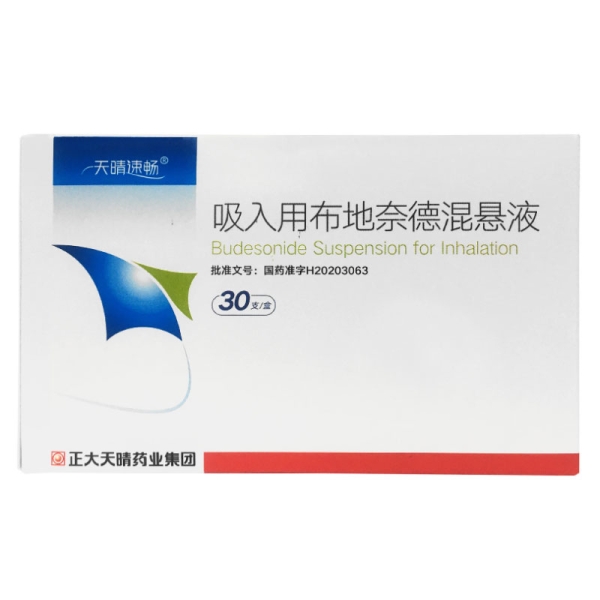 天晴速畅®
吸入用布地奈德混悬液
Budesonide Suspension for Inhalation
批准文号：国药准字H20203063
30支/盒
正大天晴药业集团